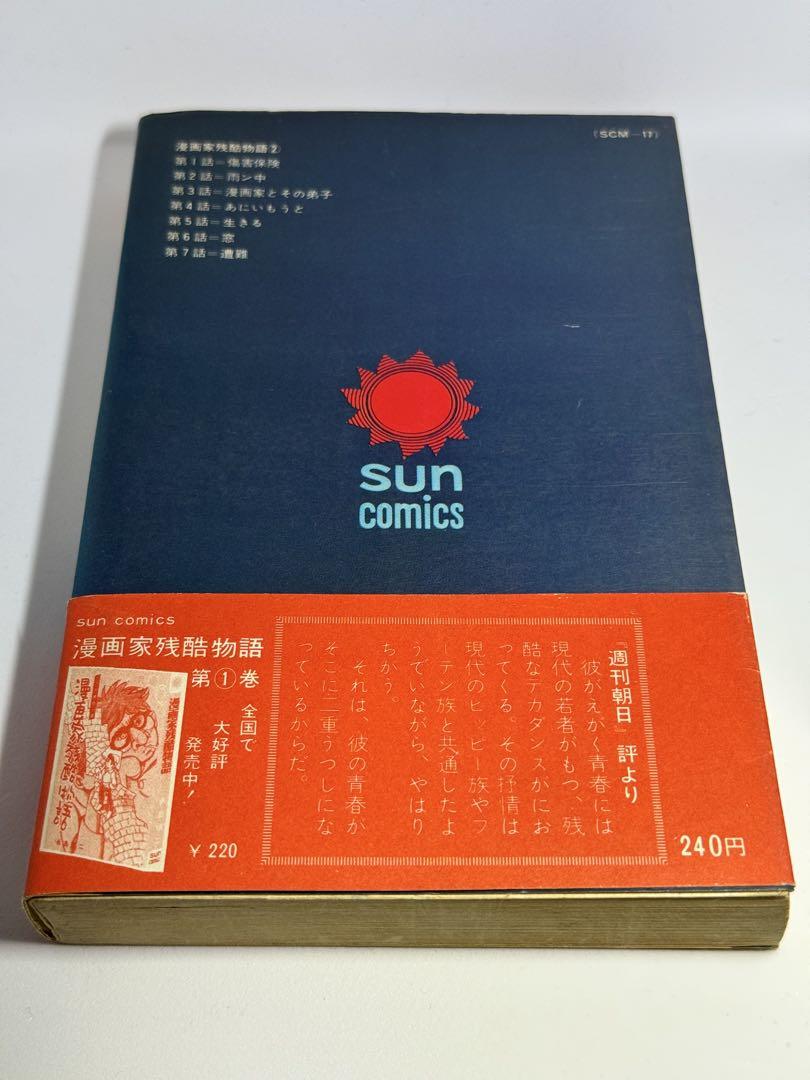 (SCM-17)
漫画家残酷物語②
第1話=傷害保険
第2話=雨ン中
第3話=漫画家とその弟子
第4話=あにいもうと
第5話=生きる
第6話=窓
第7話=遭難
sun
comics
sun comics
漫画家残酷物語
第①巻
全国で
大好評
発売中!
¥220
『週刊朝日』評より
彼がえがく青春には
現代の若者がもつ、残
酷なデカダンスがにお
ってくる。その抒情は
現代のヒッピー族やフ
ーテン族と共通したよ
うでいながら、やはり
ちがう。
それは、彼の青春が
そこに二重うつしにな
っているからだ。
240円
漫画家残酷物語